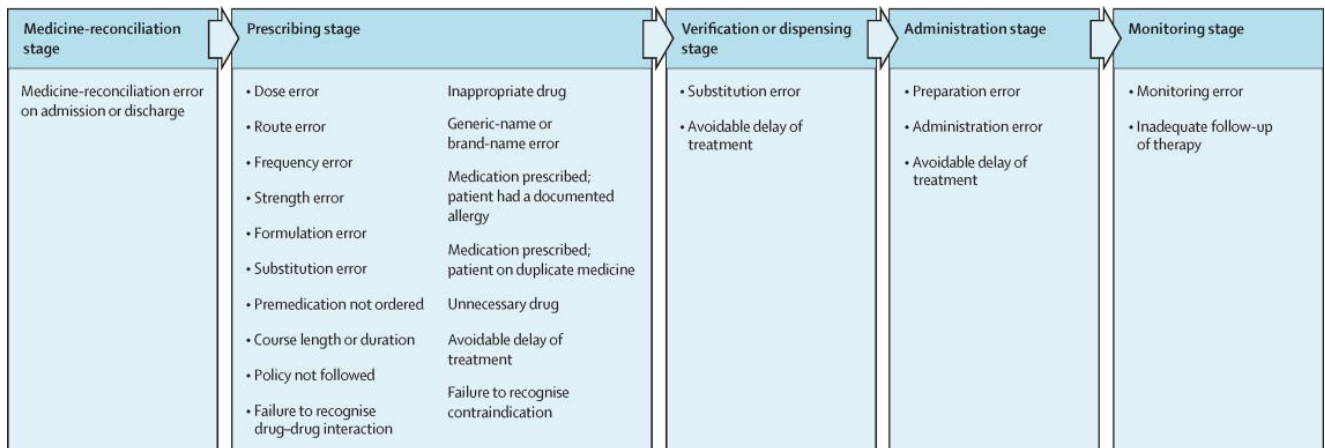 Medicine-reconciliation
stage
Medicine-reconciliation error
on admission or discharge
Prescribing stage
• Dose error
• Route error
• Frequency error
• Strength error
• Formulation error
• Substitution error
• Premedication not ordered
• Course length or duration
• Policy not followed
• Failure to recognise
drug–drug interaction
Inappropriate drug
Generic-name or
brand-name error
Medication prescribed;
patient had a documented
allergy
Medication prescribed;
patient on duplicate medicine
Unnecessary drug
Avoidable delay of
treatment
Failure to recognise
contraindication
Verification or dispensing
stage
• Substitution error
• Avoidable delay of
treatment
Administration stage
• Preparation error
• Administration error
• Avoidable delay of
treatment
Monitoring stage
• Monitoring error
• Inadequate follow-up
of therapy